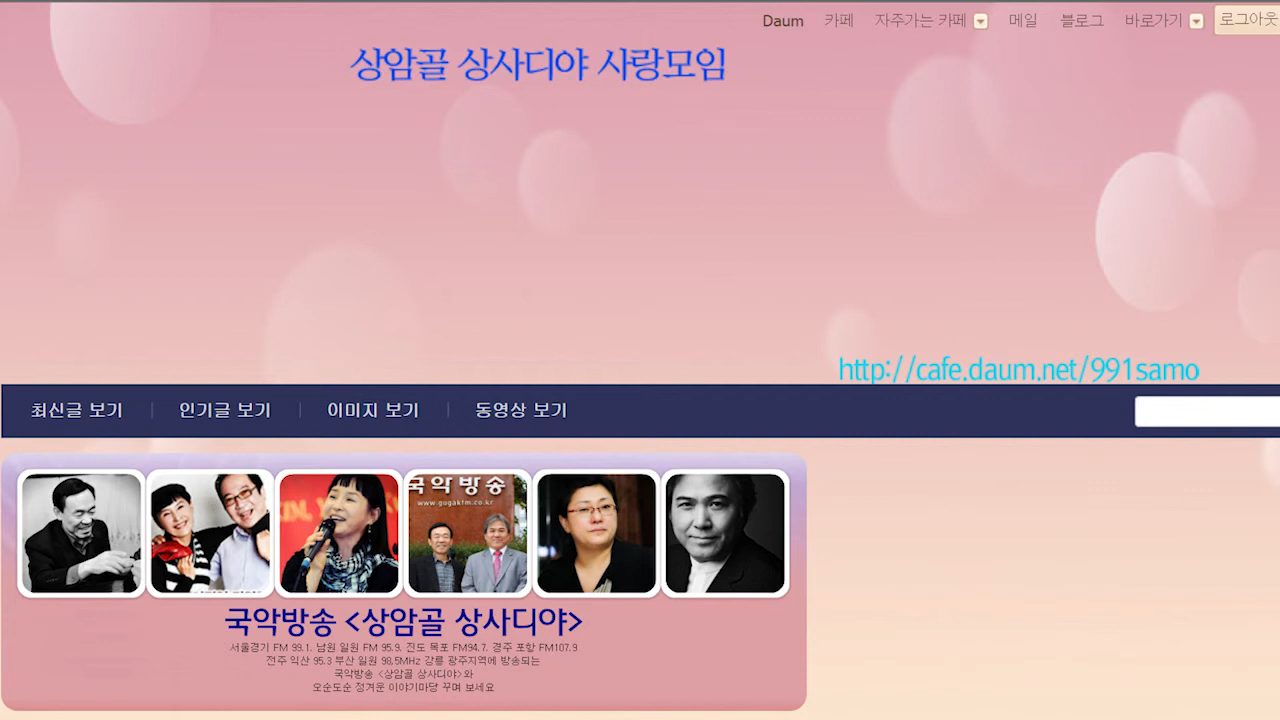 Daum 카페 자주가는 카페 메일 블로그 바로가기 로그아웃
상암골 상사디야 사랑모임
http://cafe.daum.net/991samo
최신글 보기 | 인기글 보기 | 이미지 보기 | 동영상 보기
국악방송
www.gugakfm.co.kr
국악방송 <상암골 상사디야>
서울경기 FM 99.1. 남원 일원 FM 95.9. 진도 목포 FM94.7. 경주 포항 FM107.9
전주 익산 95.3 부산 일원 98.5MHz 강릉 광주지역에 방송되는
국악방송 <상암골 상사디야>와
오순도순 정겨운 이야기마당 꾸며 보세요